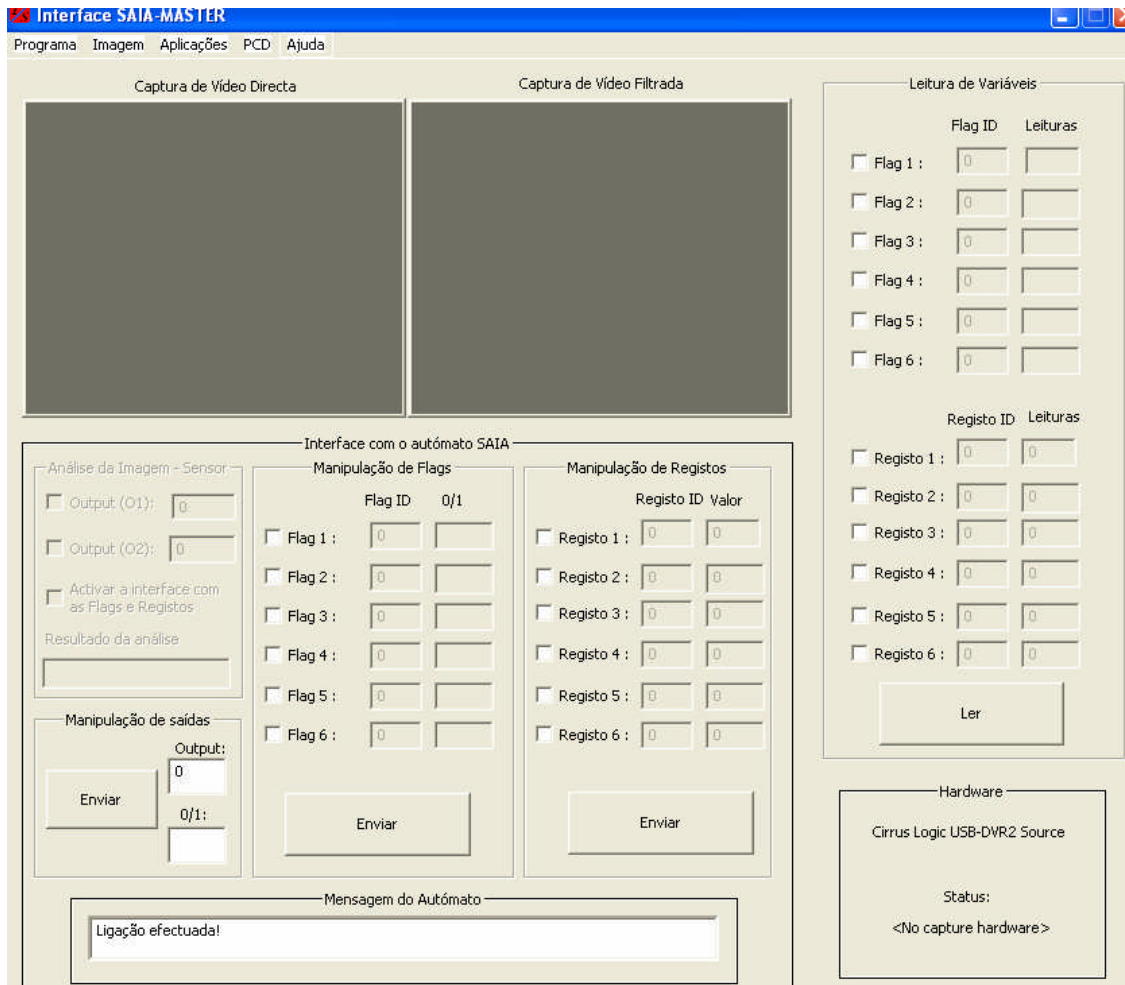 Interface SAIA-MASTER
Programa Imagem Aplicações PCD Ajuda
Captura de Vídeo Directa
Captura de Vídeo Filtrada
Interface com o autómato SAIA
Análise da Imagem - Sensor
Output (O1): 0
Output (O2): 0
Activar a interface com
as Flags e Registos
Resultado da análise
Manipulação de saídas
Output:
0
Enviar
0/1:
Manipulação de Flags
Flag ID 0/1
Flag 1 : 0
Flag 2 : 0
Flag 3 : 0
Flag 4 : 0
Flag 5 : 0
Flag 6 : 0
Enviar
Manipulação de Registos
Registo ID Valor
Registo 1 : 0 0
Registo 2 : 0 0
Registo 3 : 0 0
Registo 4 : 0 0
Registo 5 : 0 0
Registo 6 : 0 0
Enviar
Mensagem do Autómato
Ligação efectuada!
Leitura de Variáveis
Flag ID Leituras
Flag 1 : 0
Flag 2 : 0
Flag 3 : 0
Flag 4 : 0
Flag 5 : 0
Flag 6 : 0
Registo ID Leituras
Registo 1 : 0 0
Registo 2 : 0 0
Registo 3 : 0 0
Registo 4 : 0 0
Registo 5 : 0 0
Registo 6 : 0 0
Ler
Hardware
Cirrus Logic USB-DVR2 Source
Status:
<No capture hardware>